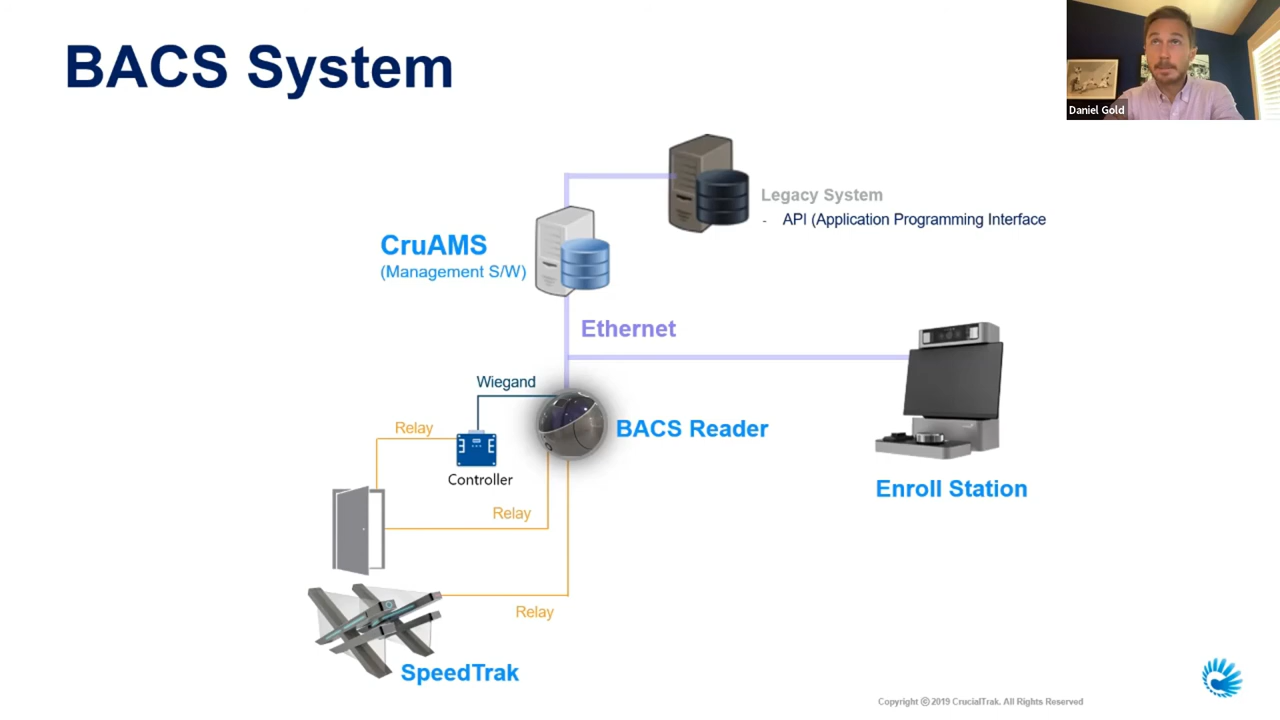 BACS System
Daniel Gold
Legacy System
- API (Application Programming Interface
CruAMS
(Management S/W)
Ethernet
Wiegand
Relay
BACS Reader
Controller
Enroll Station
Relay
Relay
SpeedTrak
Copyright ⓒ 2019 CrucialTrak. All Rights Reserved